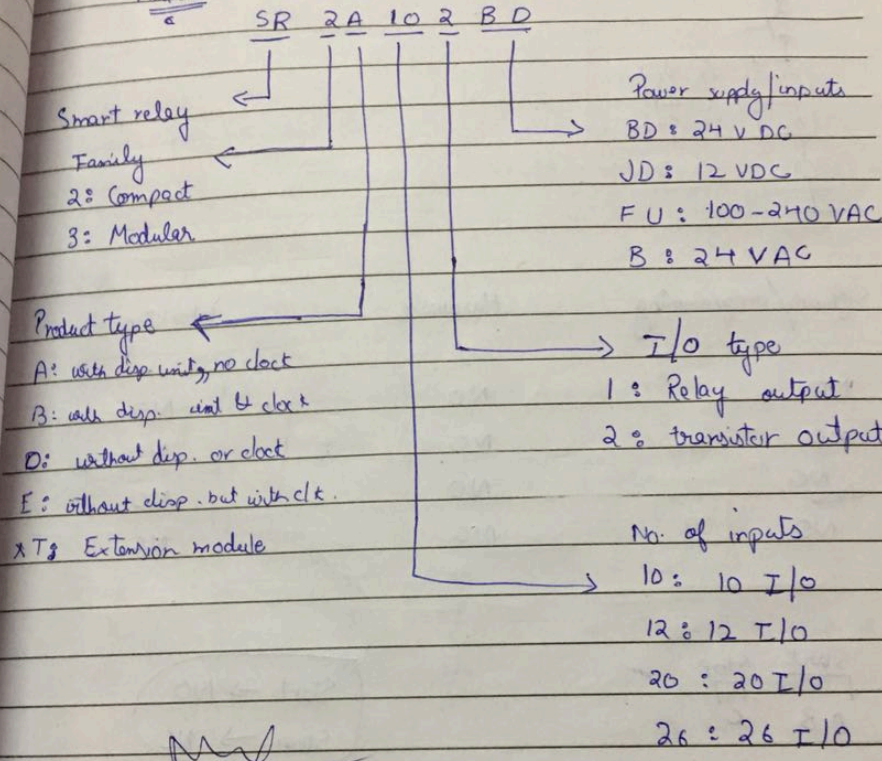 SR 2 A 10 2 B D
Smart relay
Family
2: Compact
3: Modular
Product type
A: with disp unit, no clock
B: with disp. unit & clock
D: without disp. or clock
E: without disp. but with clk.
*T: Extension module
Power supply/inputs
BD: 24 V DC
JD: 12 VDC
FU: 100-240 VAC
B: 24 VAC
I/O type
1: Relay output
2: transistor output
No. of inputs
10: 10 I/O
12: 12 I/O
20: 20 I/O
26: 26 I/O